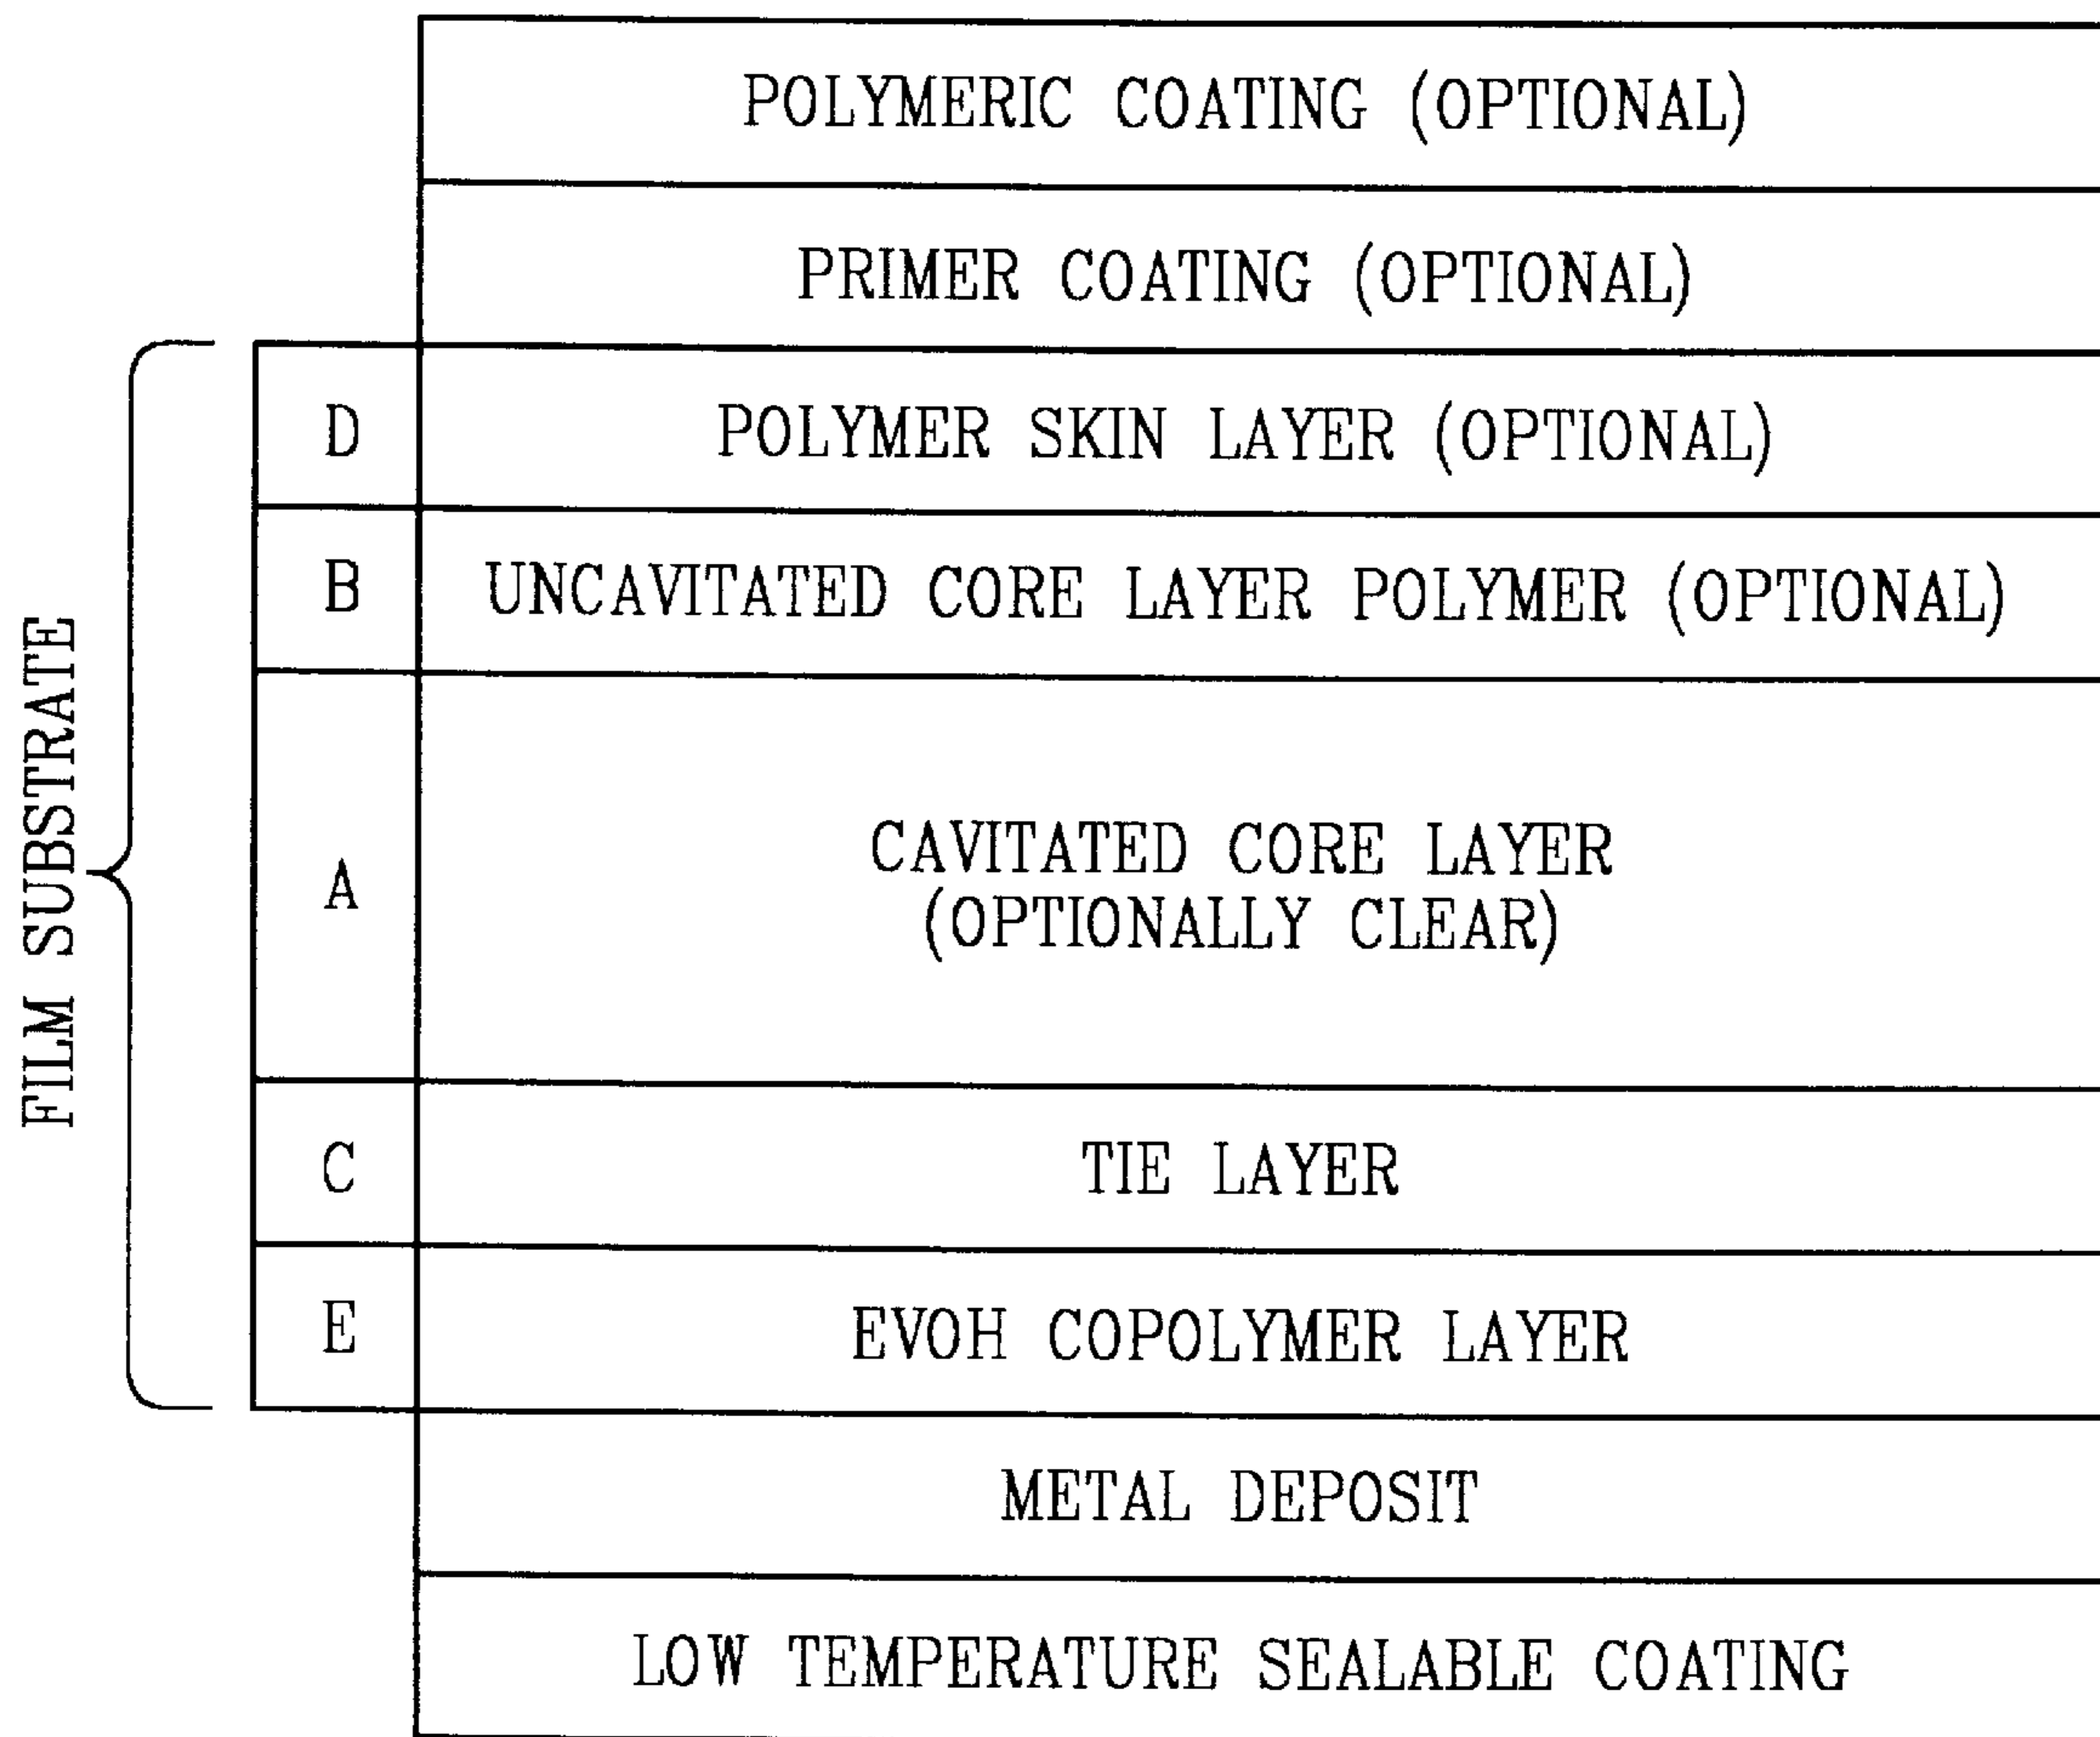 POLYMERIC COATING (OPTIONAL)
PRIMER COATING (OPTIONAL)
FILM SUBSTRATE
D
POLYMER SKIN LAYER (OPTIONAL)
B
UNCAVITATED CORE LAYER POLYMER (OPTIONAL)
A
CAVITATED CORE LAYER
(OPTIONALLY CLEAR)
C
TIE LAYER
E
EVOH COPOLYMER LAYER
METAL DEPOSIT
LOW TEMPERATURE SEALABLE COATING